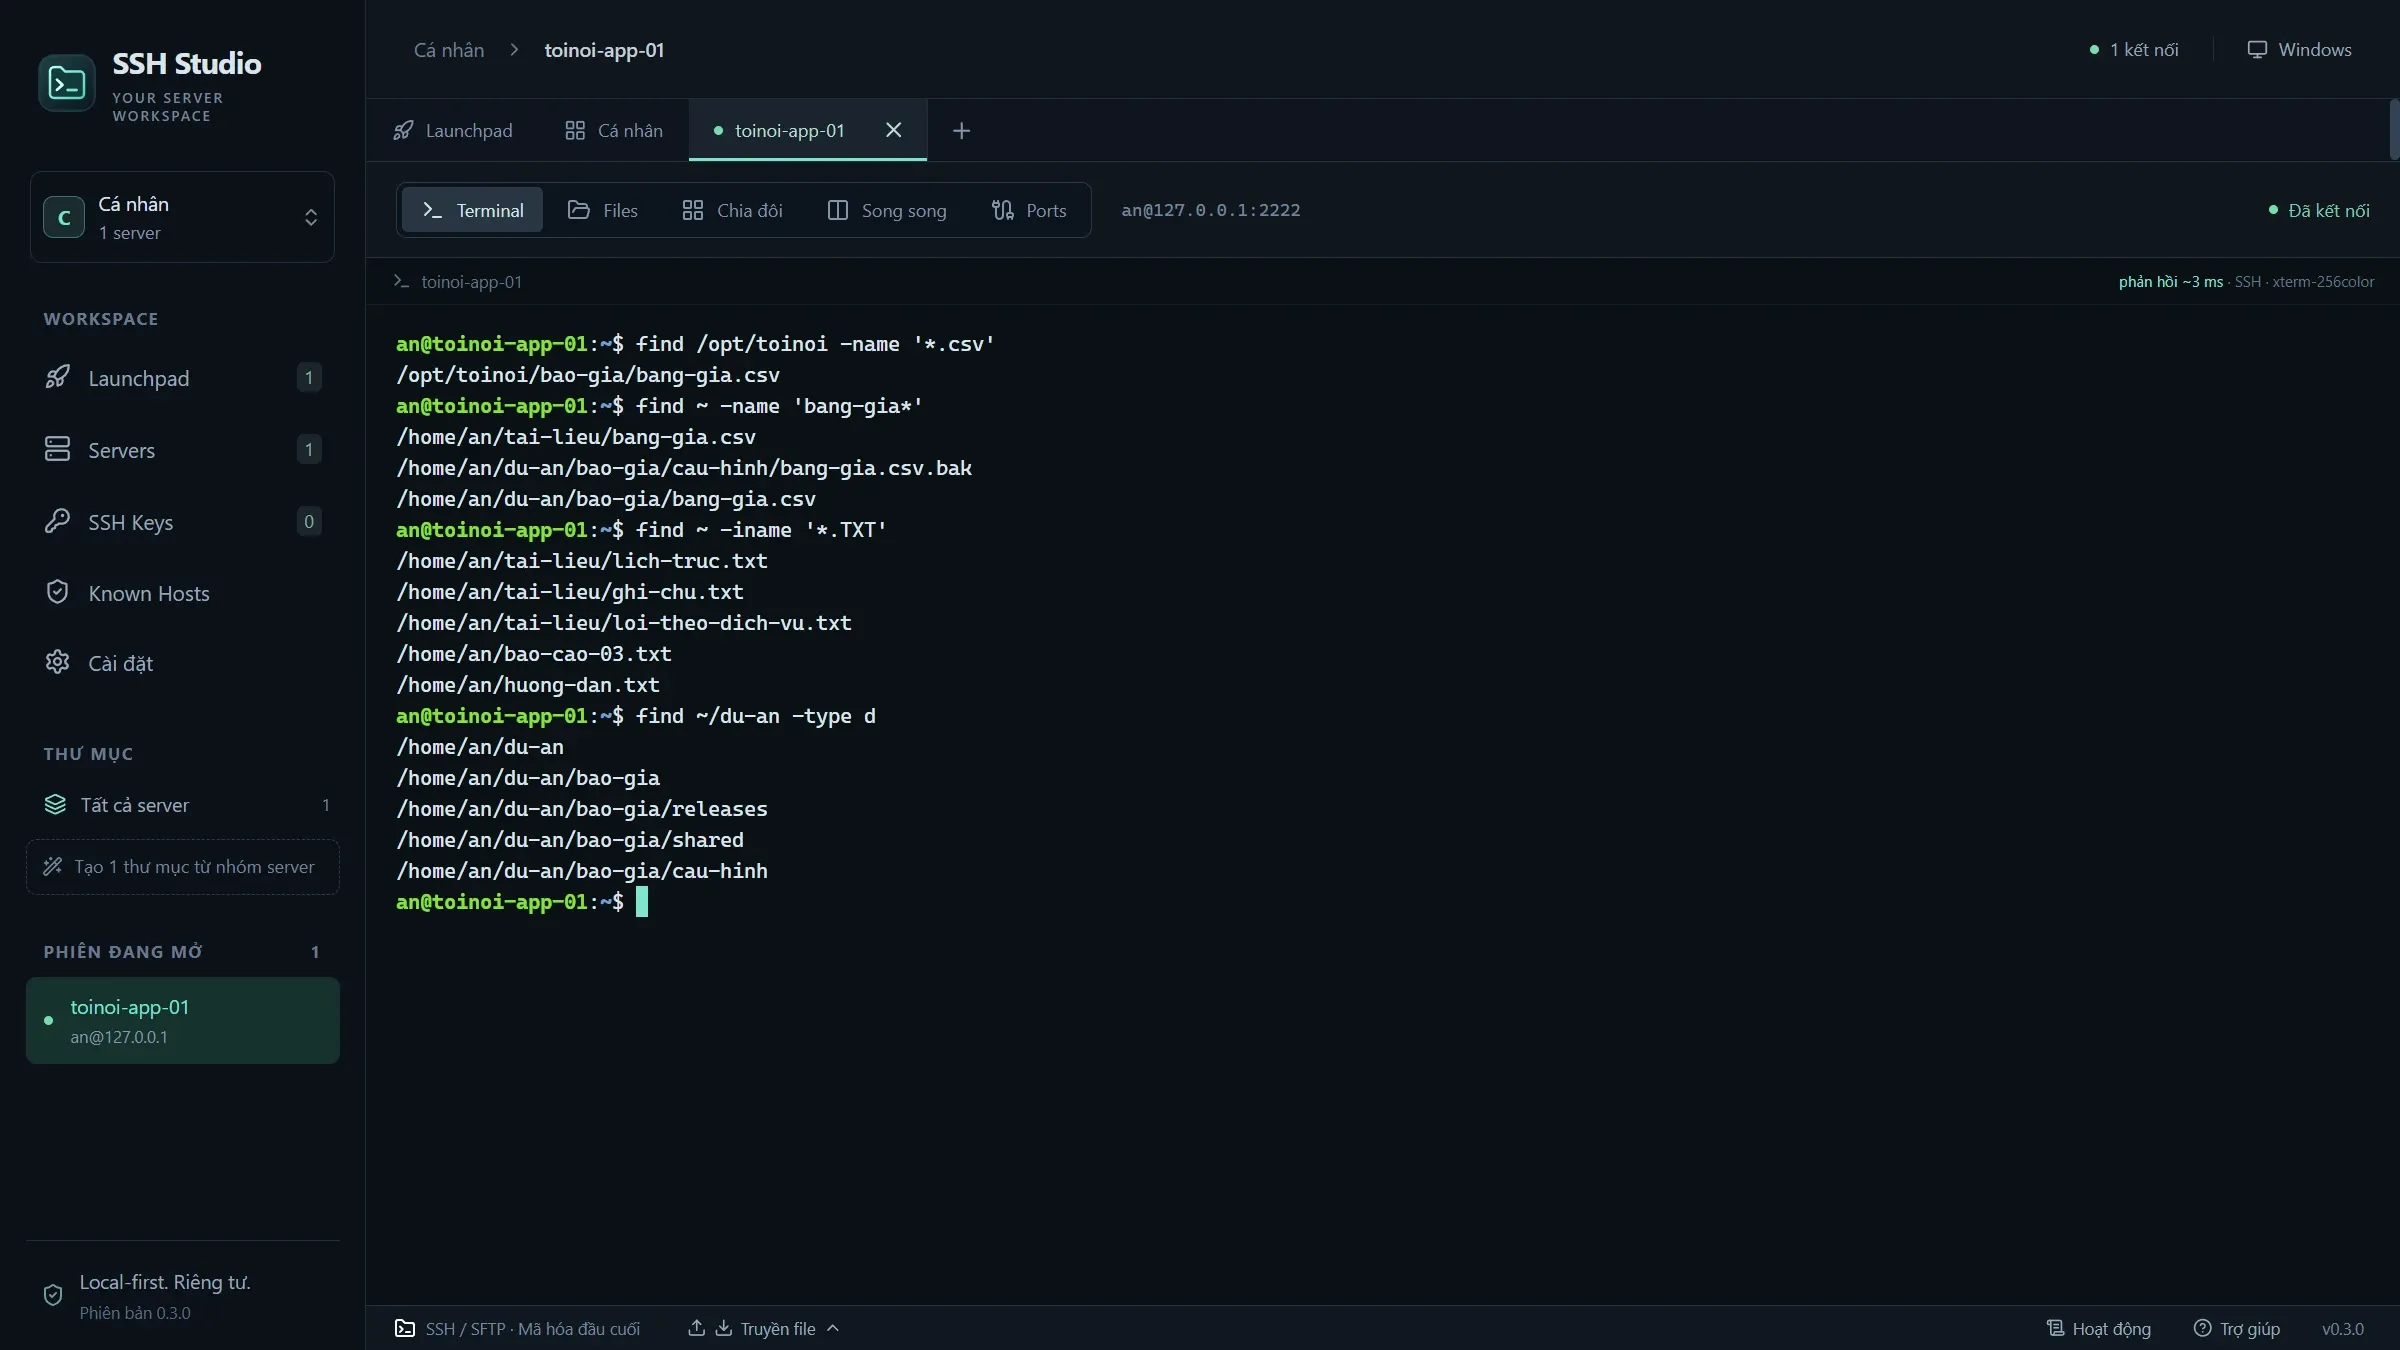 SSH Studio
YOUR SERVER
WORKSPACE
C
Cá nhân
1 server
WORKSPACE
Launchpad 1
Servers 1
SSH Keys 0
Known Hosts
Cài đặt
THƯ MỤC
Tất cả server 1
Tạo 1 thư mục từ nhóm server
PHIÊN ĐANG MỞ 1
toinoi-app-01
an@127.0.0.1
Local-first. Riêng tư.
Phiên bản 0.3.0
Cá nhân > toinoi-app-01
1 kết nối
Windows
Launchpad
Cá nhân
toinoi-app-01
Terminal
Files
Chia đôi
Song song
Ports
an@127.0.0.1:2222
Đã kết nối
toinoi-app-01
phản hồi ~3 ms · SSH · xterm-256color
an@toinoi-app-01:~$ find /opt/toinoi -name '*.csv'
/opt/toinoi/bao-gia/bang-gia.csv
an@toinoi-app-01:~$ find ~ -name 'bang-gia*'
/home/an/tai-lieu/bang-gia.csv
/home/an/du-an/bao-gia/cau-hinh/bang-gia.csv.bak
/home/an/du-an/bao-gia/bang-gia.csv
an@toinoi-app-01:~$ find ~ -iname '*.TXT'
/home/an/tai-lieu/lich-truc.txt
/home/an/tai-lieu/ghi-chu.txt
/home/an/tai-lieu/loi-theo-dich-vu.txt
/home/an/bao-cao-03.txt
/home/an/huong-dan.txt
an@toinoi-app-01:~$ find ~/du-an -type d
/home/an/du-an
/home/an/du-an/bao-gia
/home/an/du-an/bao-gia/releases
/home/an/du-an/bao-gia/shared
/home/an/du-an/bao-gia/cau-hinh
an@toinoi-app-01:~$
SSH / SFTP · Mã hóa đầu cuối
Truyền file
Hoạt động
Trợ giúp
v0.3.0